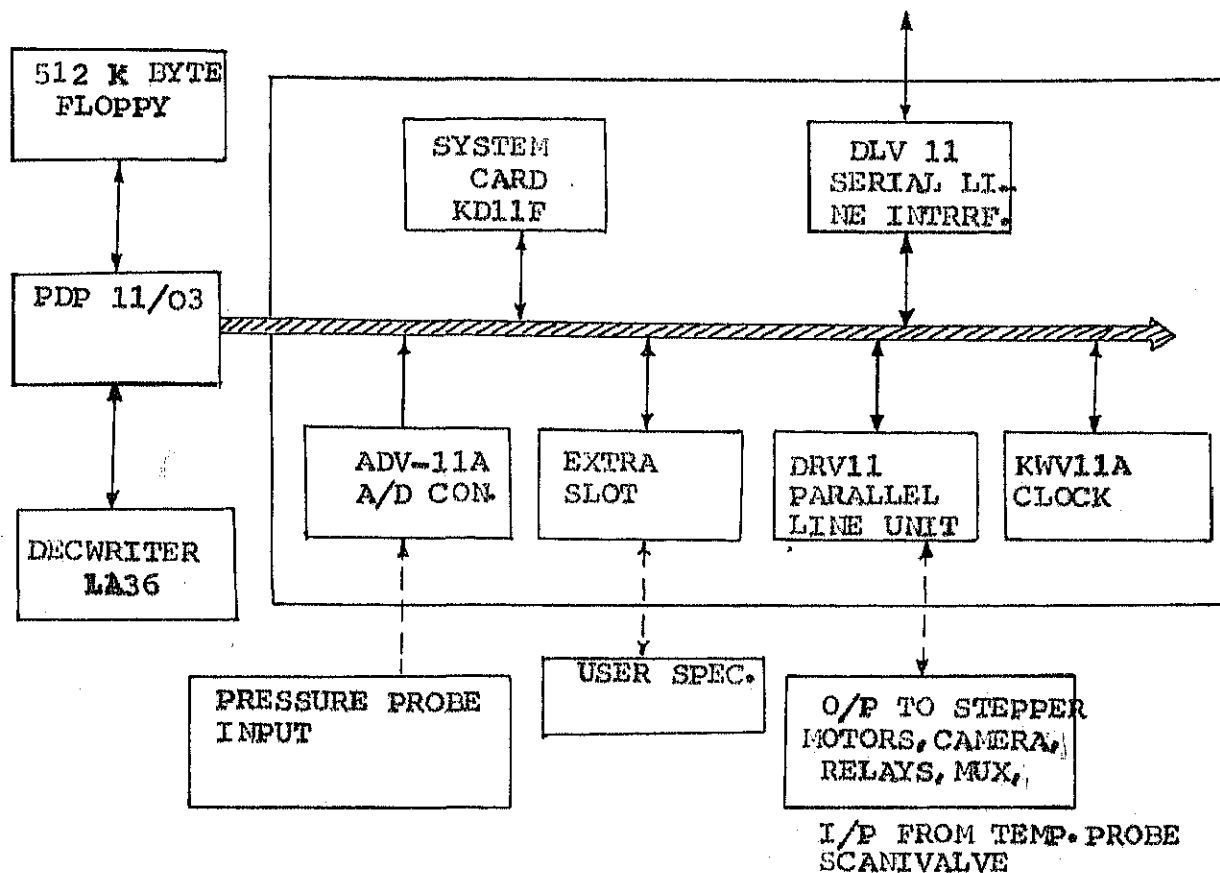 512 K BYTE
FLOPPY
SYSTEM
CARD
KD11F
DLV 11
SERIAL LI-
NE INTRRF.
PDP 11/03
ADV-11A
A/D CON.
EXTRA
SLOT
DRV11
PARALLEL
LINE UNIT
KWV11A
CLOCK
DECWRITER
LA36
PRESSURE PROBE
INPUT
USER SPEC.
O/P TO STEPPER
MOTORS, CAMERA,
RELAYS, MUX,
I/P FROM TEMP. PROBE
SCANIVALVE